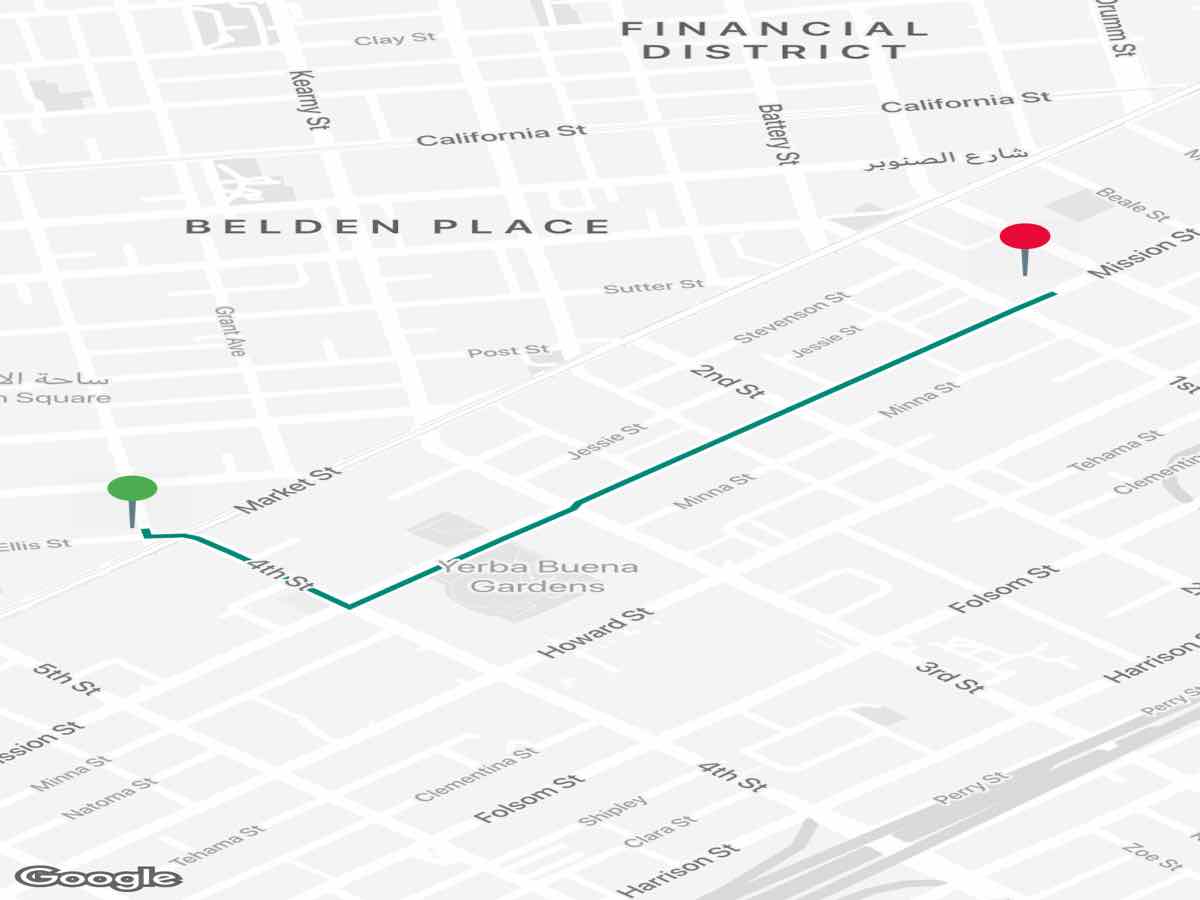 FINANCIAL
DISTRICT
Drumm St
Clay St
Kearny St
California St
California St
Battery St
شارع الصنوبر
Beale St
Mission St
BELDEN PLACE
Sutter St
Grant Ave
Stevenson St
Jessie St
Post St
2nd St
1st
ساحة الا
n Square
Minna St
Jessie St
Tehama St
Clementin
Market St
Minna St
Ellis St
4th St
Yerba Buena
Gardens
Folsom St
Howard St
Harrison S
3rd St
5th St
Perry St
ssion St
Minna St
Natoma St
Clementina St
4th St
Folsom St
Perry St
Shipley
Clara St
Tehama St
Harrison St
Zoe St
Google